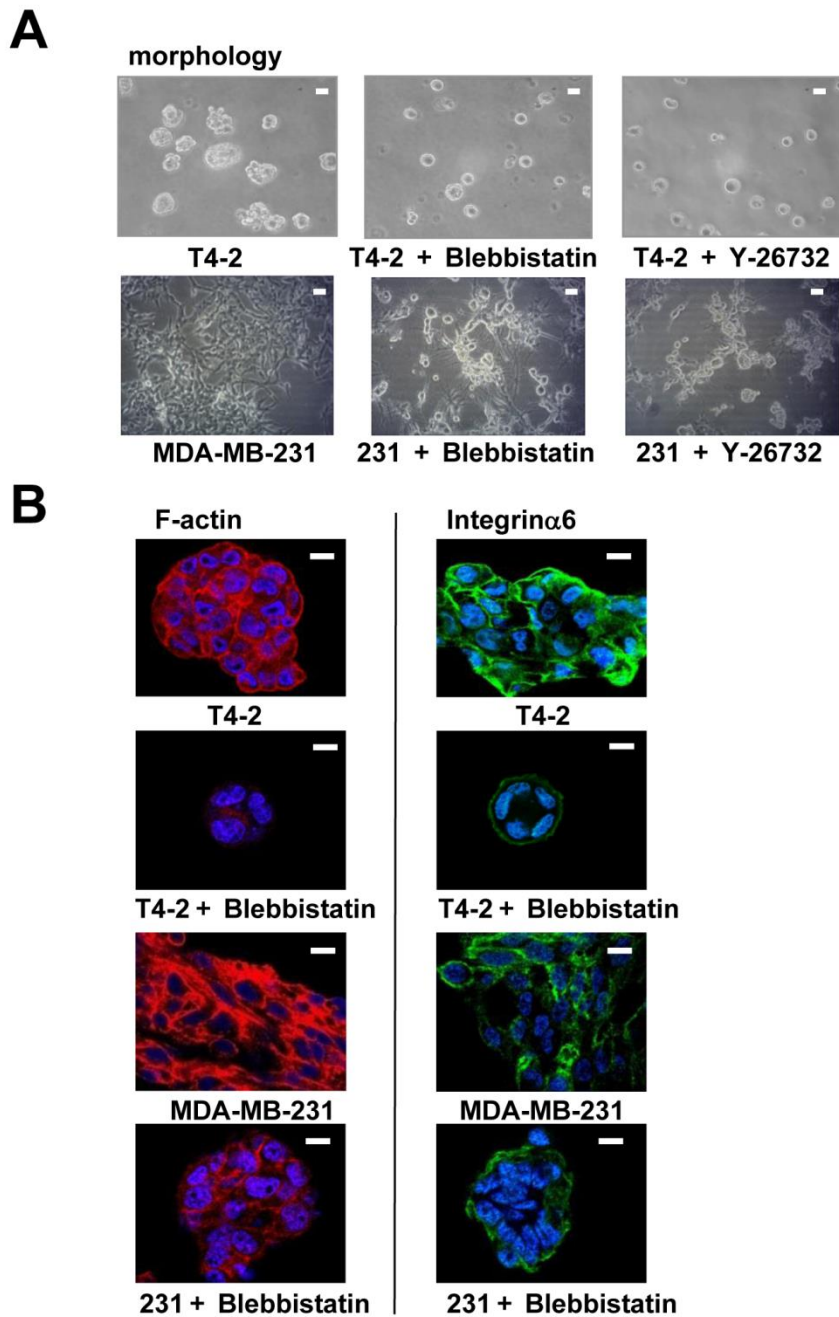 A
morphology
T4-2 T4-2 + Blebbistatin T4-2 + Y-26732
MDA-MB-231 231 + Blebbistatin 231 + Y-26732
B
F-actin Integrinα6
T4-2 T4-2
T4-2 + Blebbistatin T4-2 + Blebbistatin
MDA-MB-231 MDA-MB-231
231 + Blebbistatin 231 + Blebbistatin